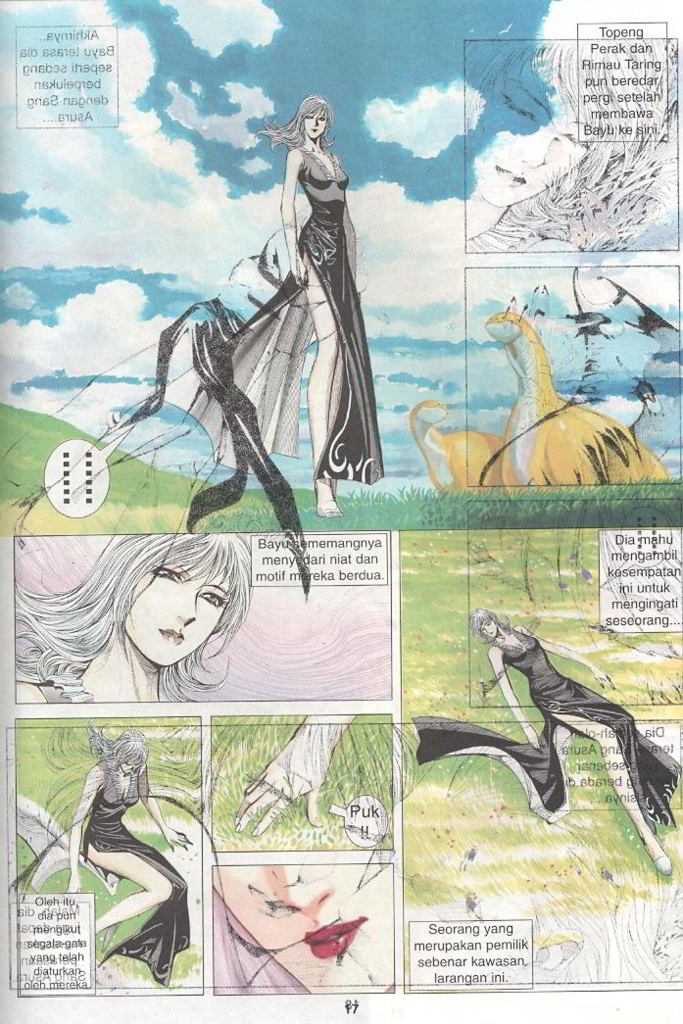 Akhirnya...
Bayu terasa dia
seperti sedang
berpelukan
dengan Sang
Asura....
Topeng
Perak dan
Rimau Taring
pun beredar
pergi setelah
membawa
Bayu ke sini.
Bayu sememangnya
menyedari niat dan
motif mereka berdua.
Dia mahu
mengambil
kesempatan
ini untuk
mengingati
seseorang....
Puk
!!
Oleh itu
dia pun
mengikut
segala-gala
yang telah
diaturkan
oleh mereka.
Seorang yang
merupakan pemilik
sebenar kawasan
larangan ini.
17